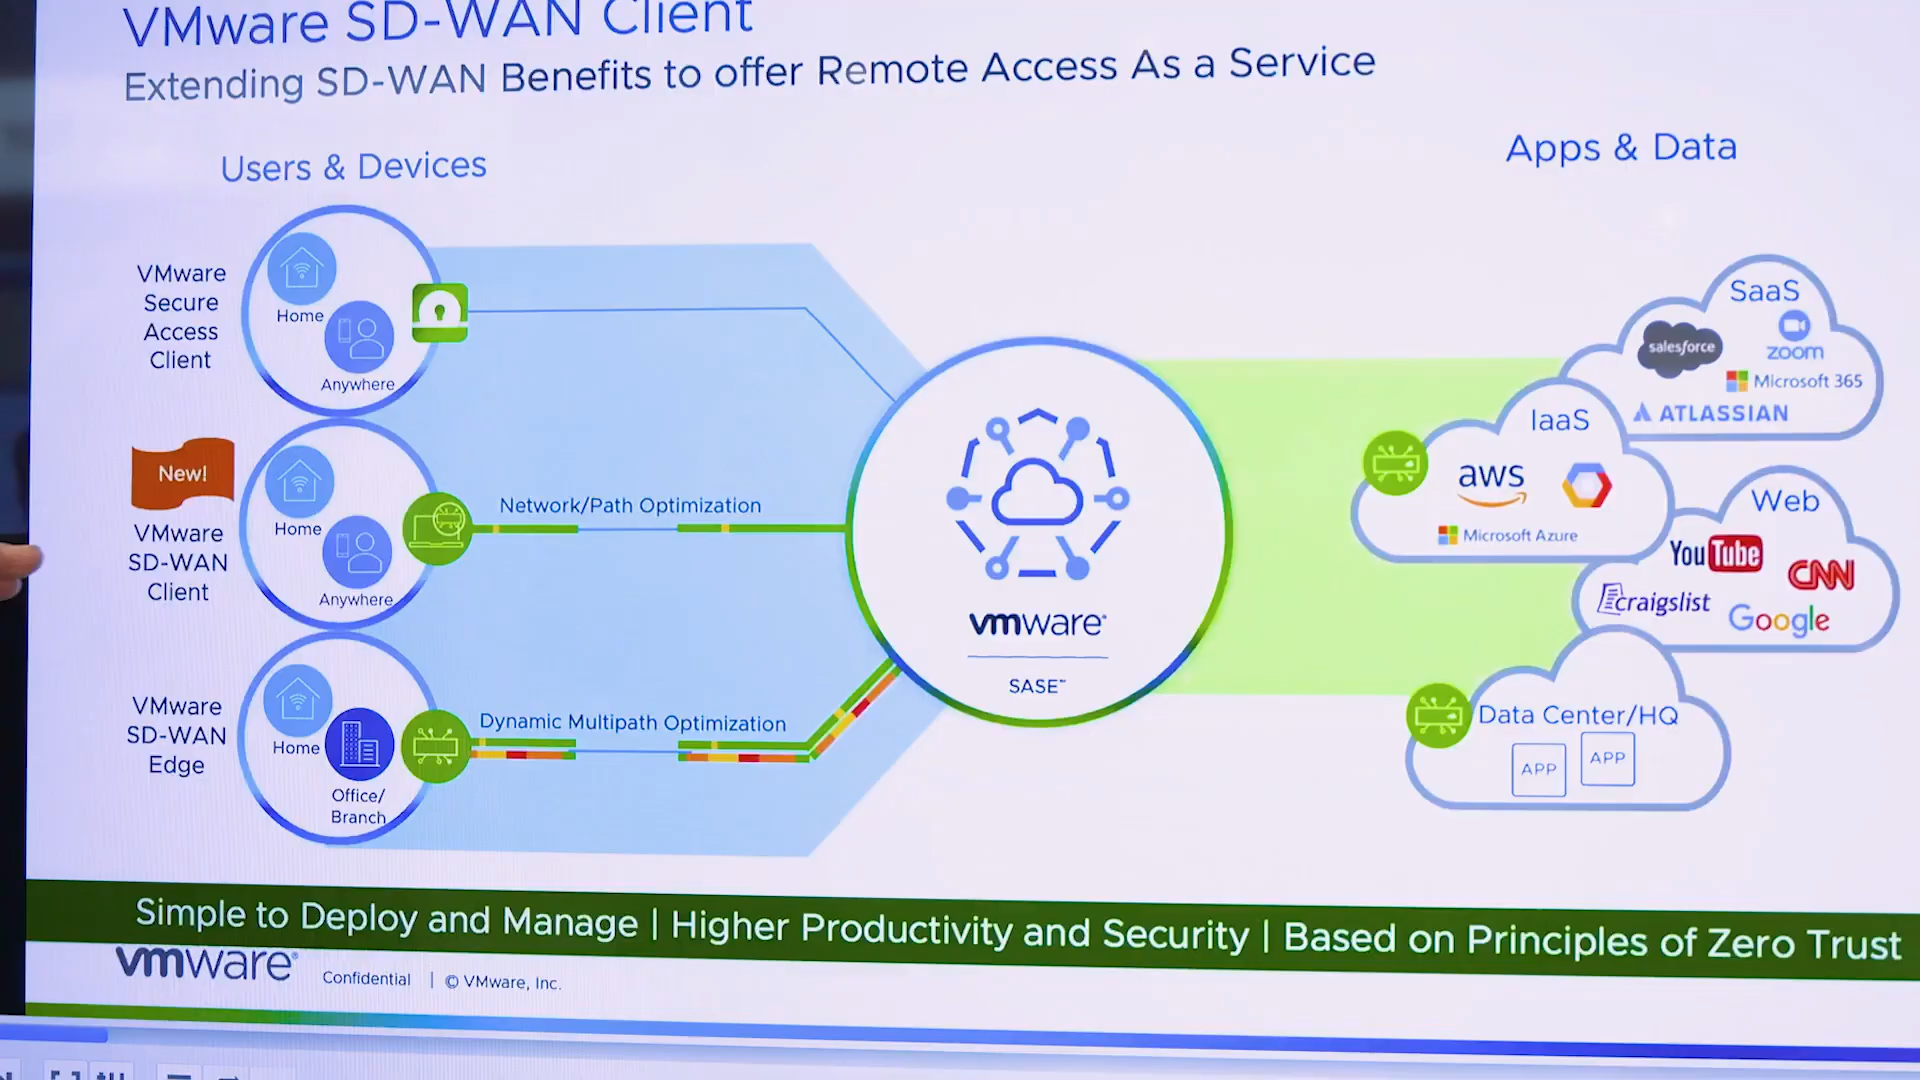 VMware SD-WAN Client
Extending SD-WAN Benefits to offer Remote Access As a Service
Users & Devices
Apps & Data
VMware
Secure
Access
Client
Home
Anywhere
New!
VMware
SD-WAN
Client
Home
Anywhere
Network/Path Optimization
VMware
SD-WAN
Edge
Home
Office/
Branch
Dynamic Multipath Optimization
vmware®
SASE™
SaaS
salesforce
zoom
Microsoft 365
ATLASSIAN
IaaS
aws
Microsoft Azure
Web
YouTube
CNN
craigslist
Google
Data Center/HQ
APP
APP
Simple to Deploy and Manage | Higher Productivity and Security | Based on Principles of Zero Trust
vmware®
Confidential | © VMware, Inc.